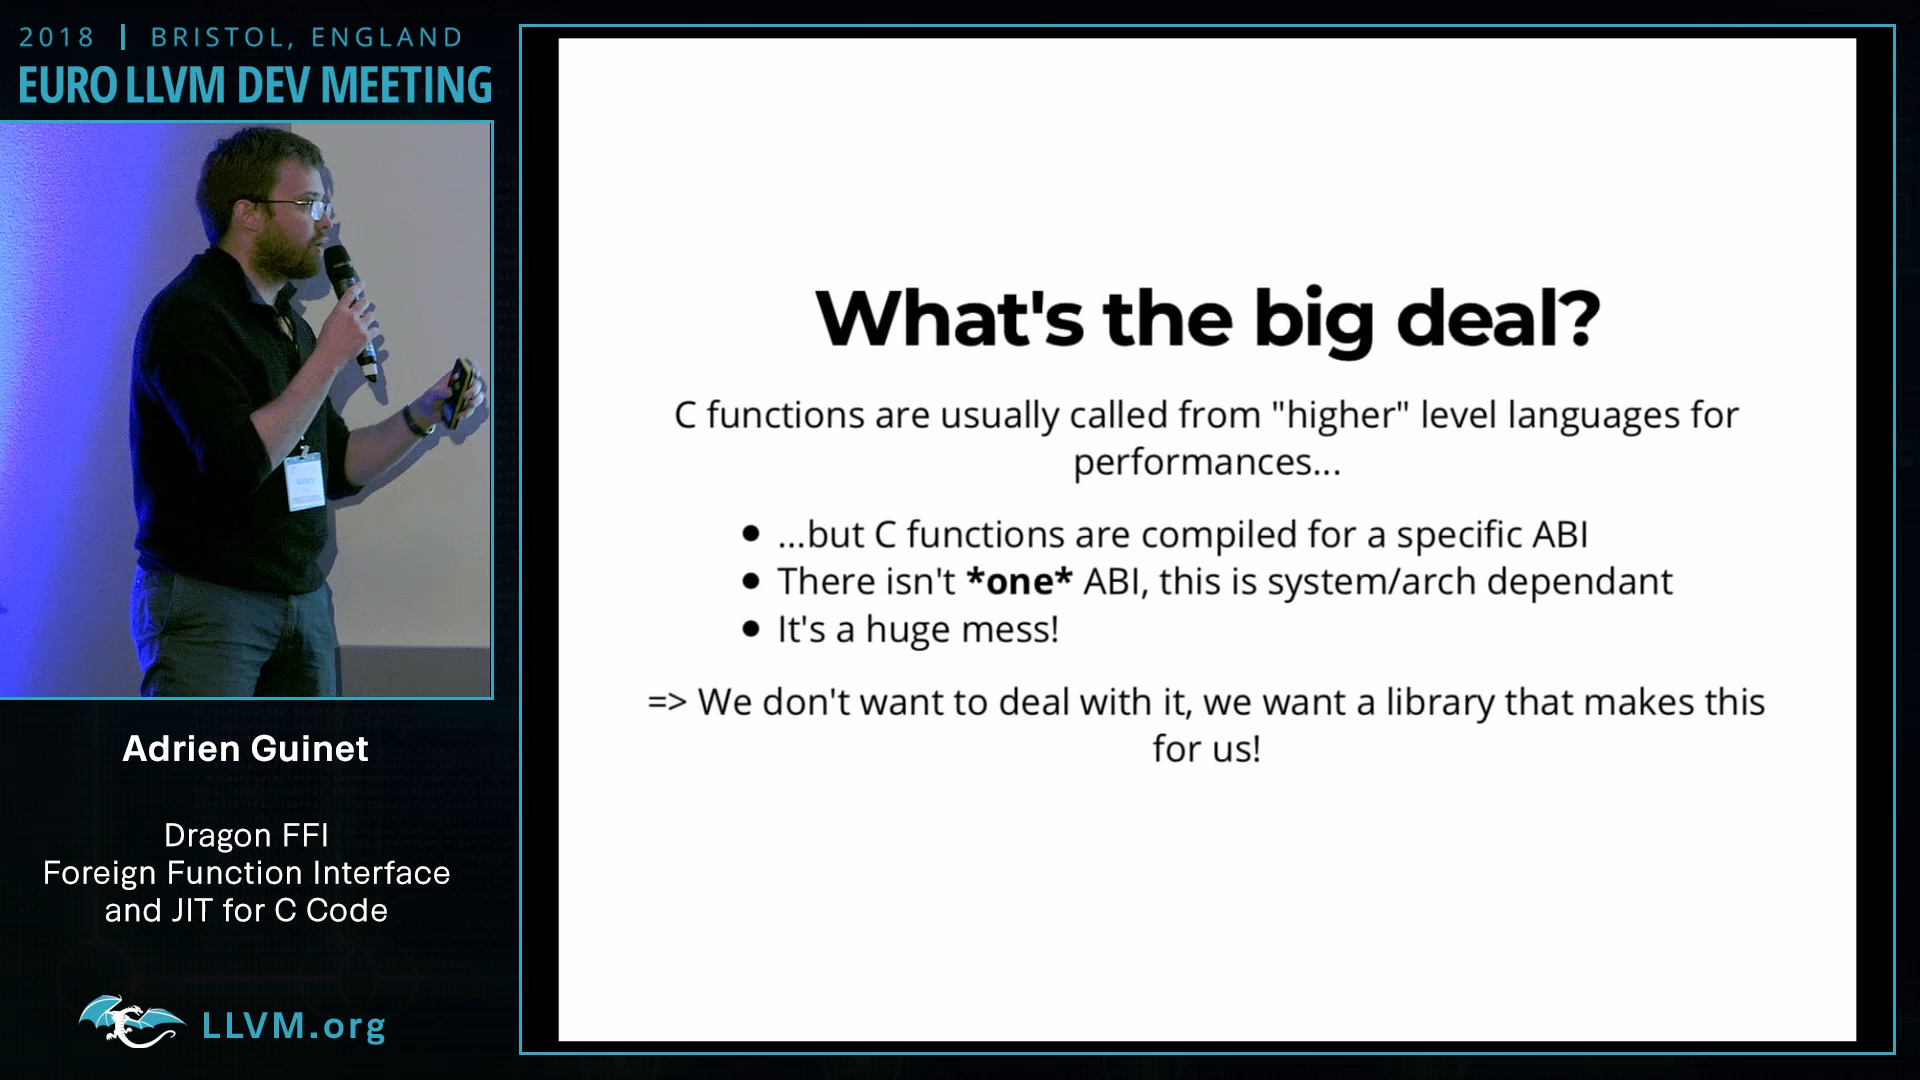 2018 | BRISTOL, ENGLAND
EURO LLVM DEV MEETING
What's the big deal?
C functions are usually called from "higher" level languages for
performances...
● ...but C functions are compiled for a specific ABI
● There isn't *one* ABI, this is system/arch dependant
● It's a huge mess!
=> We don't want to deal with it, we want a library that makes this
for us!
Adrien Guinet
Dragon FFI
Foreign Function Interface
and JIT for C Code
LLVM.org